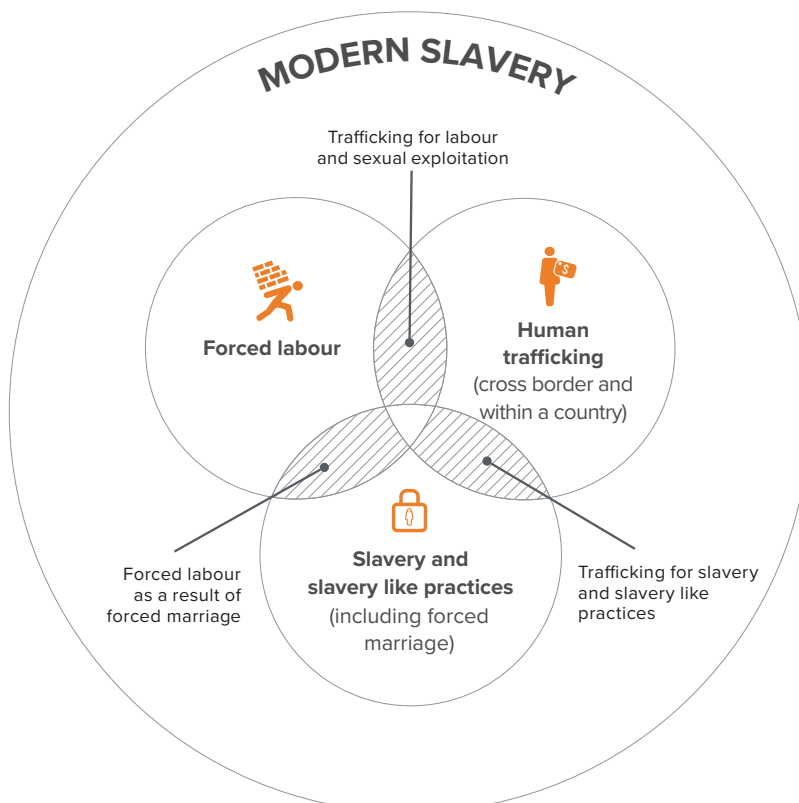 MODERN SLAVERY
Trafficking for labour
and sexual exploitation
Forced labour
$
Human
trafficking
(cross border and
within a country)
Slavery and
slavery like practices
(including forced
marriage)
Forced labour
as a result of
forced marriage
Trafficking for slavery
and slavery like
practices